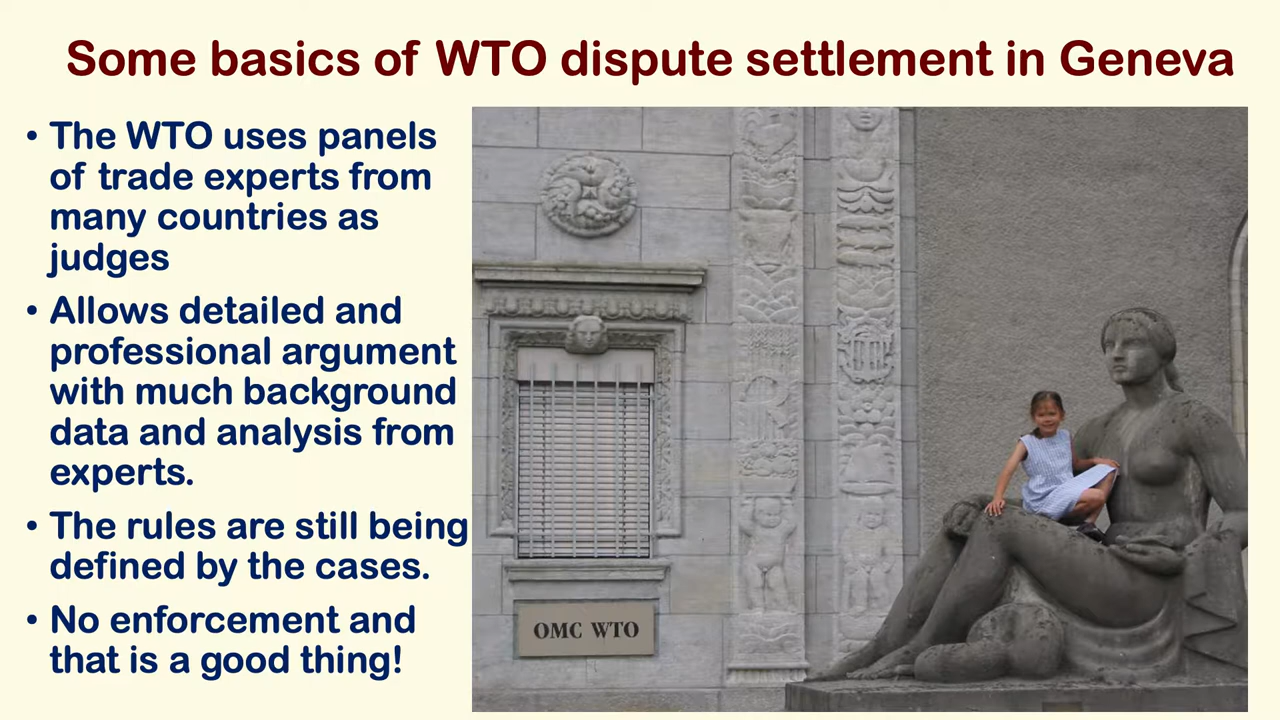 Some basics of WTO dispute settlement in Geneva
• The WTO uses panels
of trade experts from
many countries as
judges
• Allows detailed and
professional argument
with much background
data and analysis from
experts.
• The rules are still being
defined by the cases.
• No enforcement and
that is a good thing!
OMC WTO